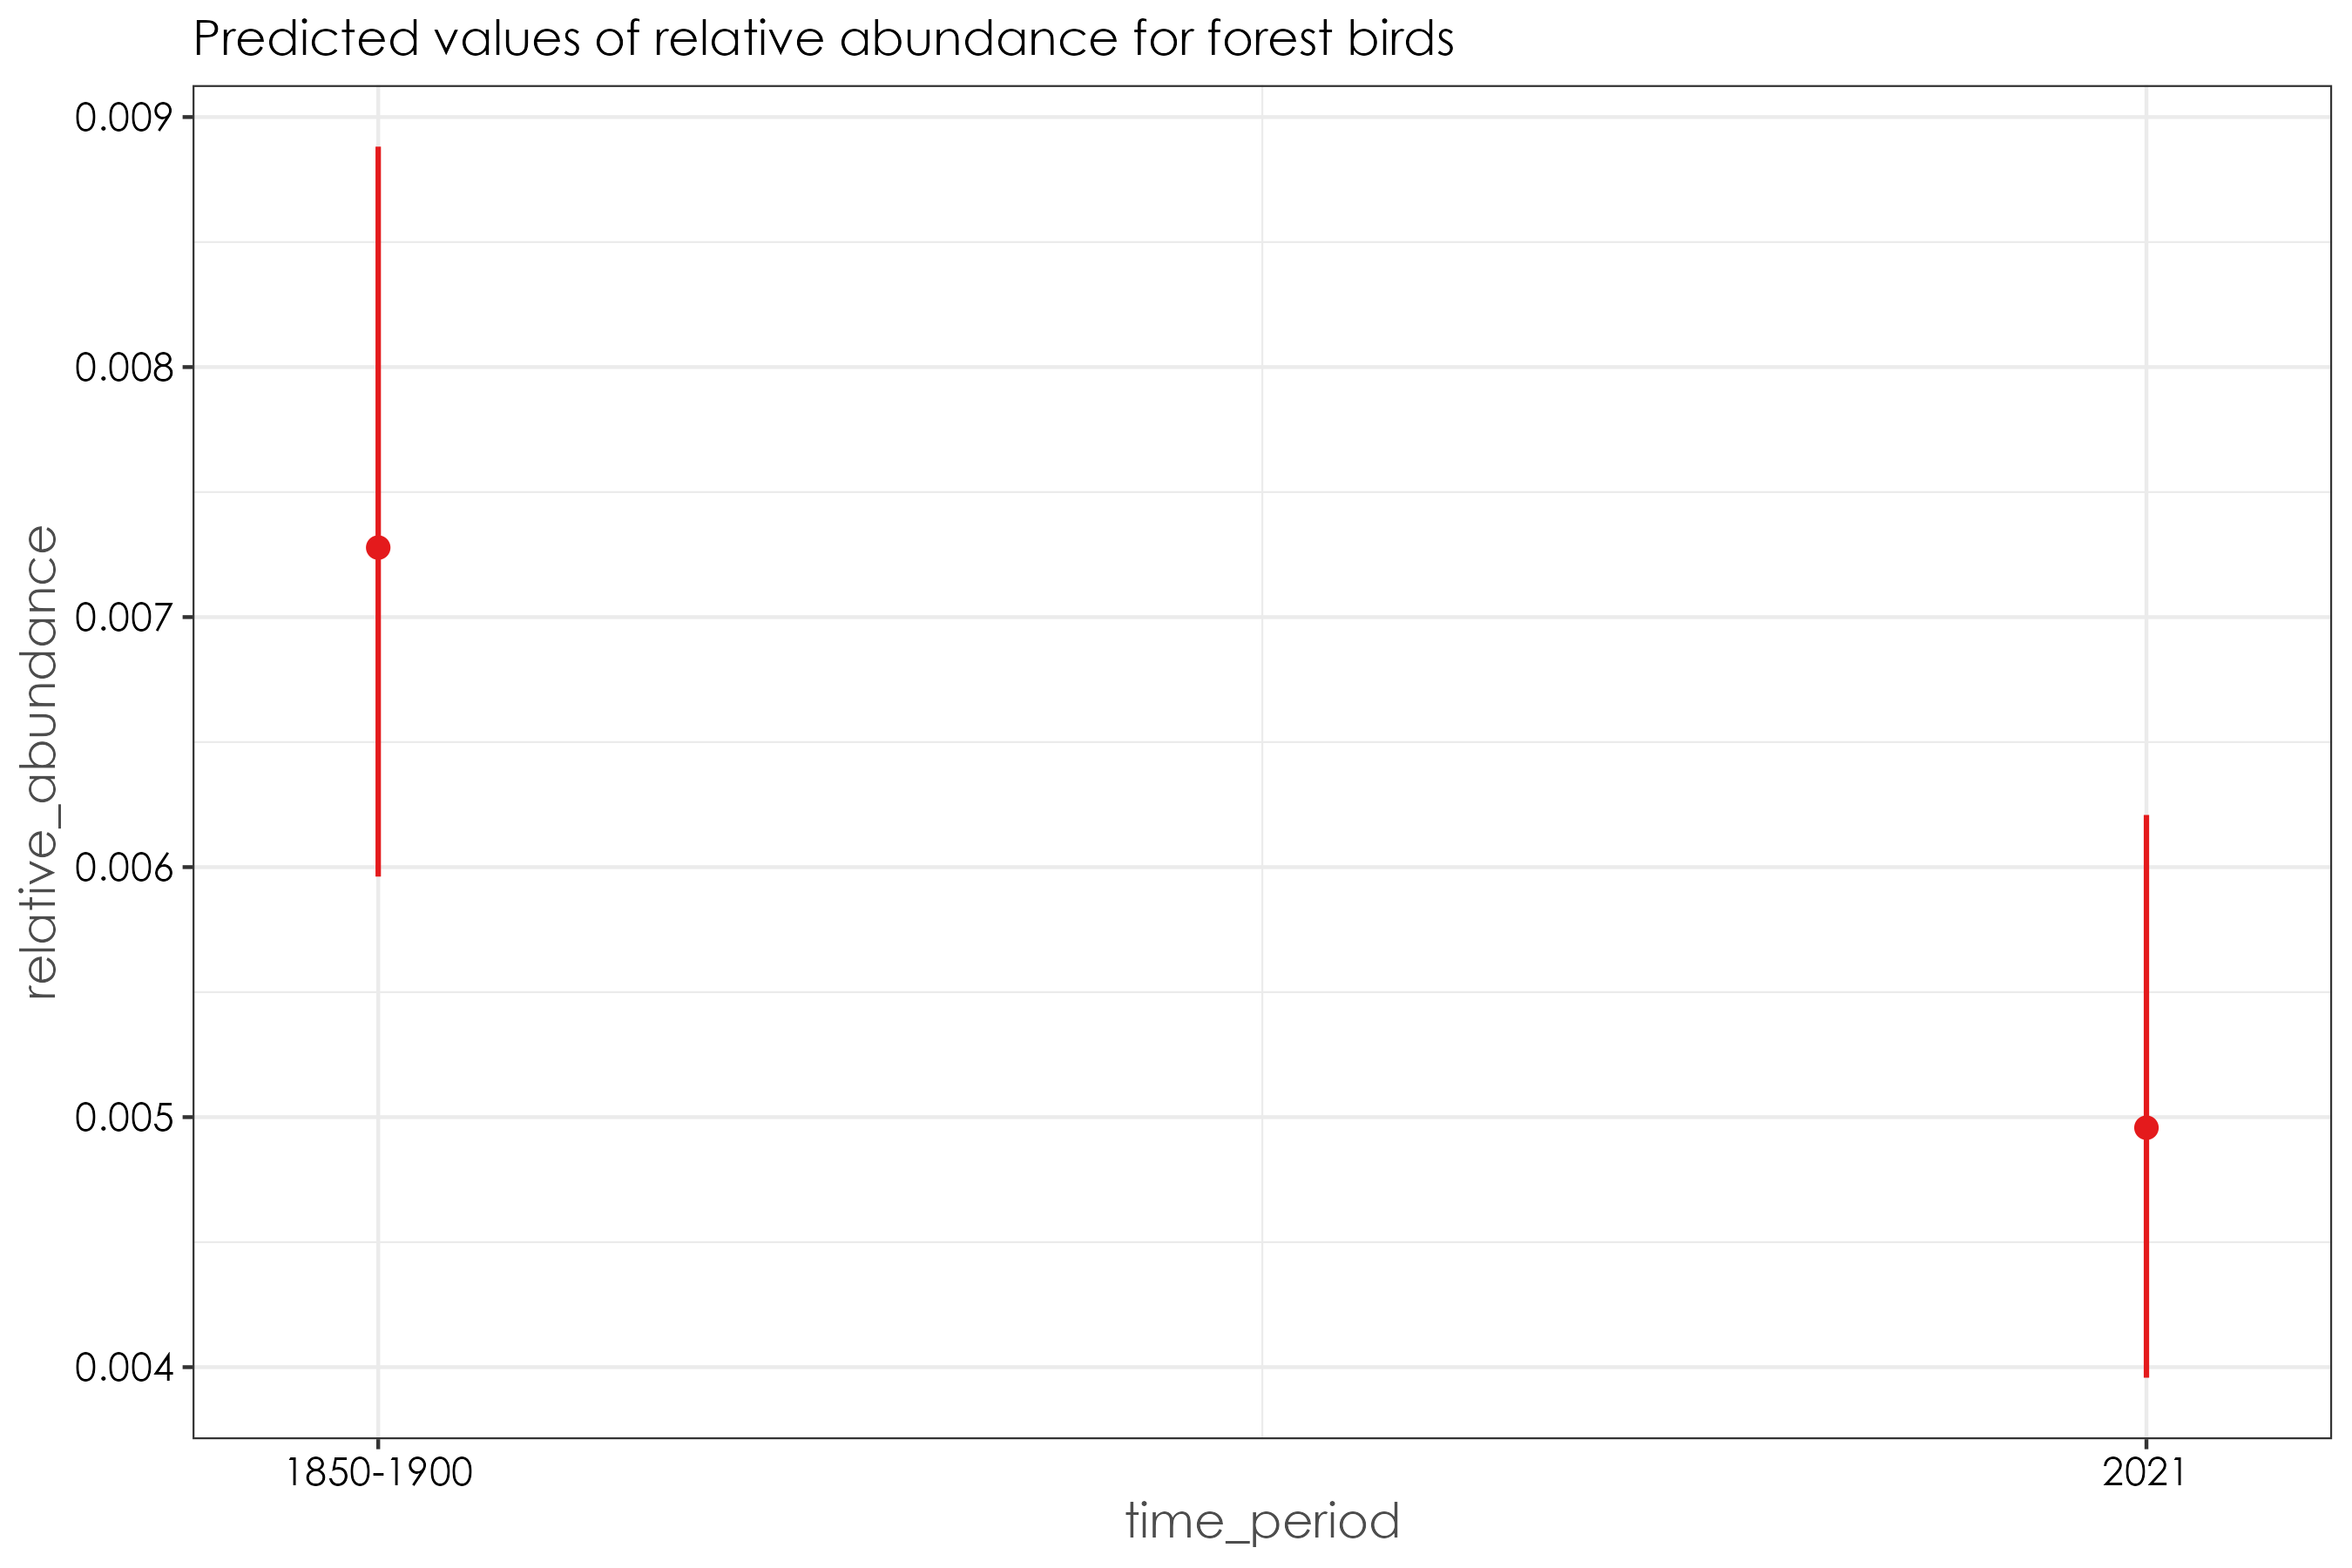 Predicted values of relative abundance for forest birds
0.009
0.008
0.007
0.006
0.005
0.004
relative_abundance
1850-1900
2021
time_period